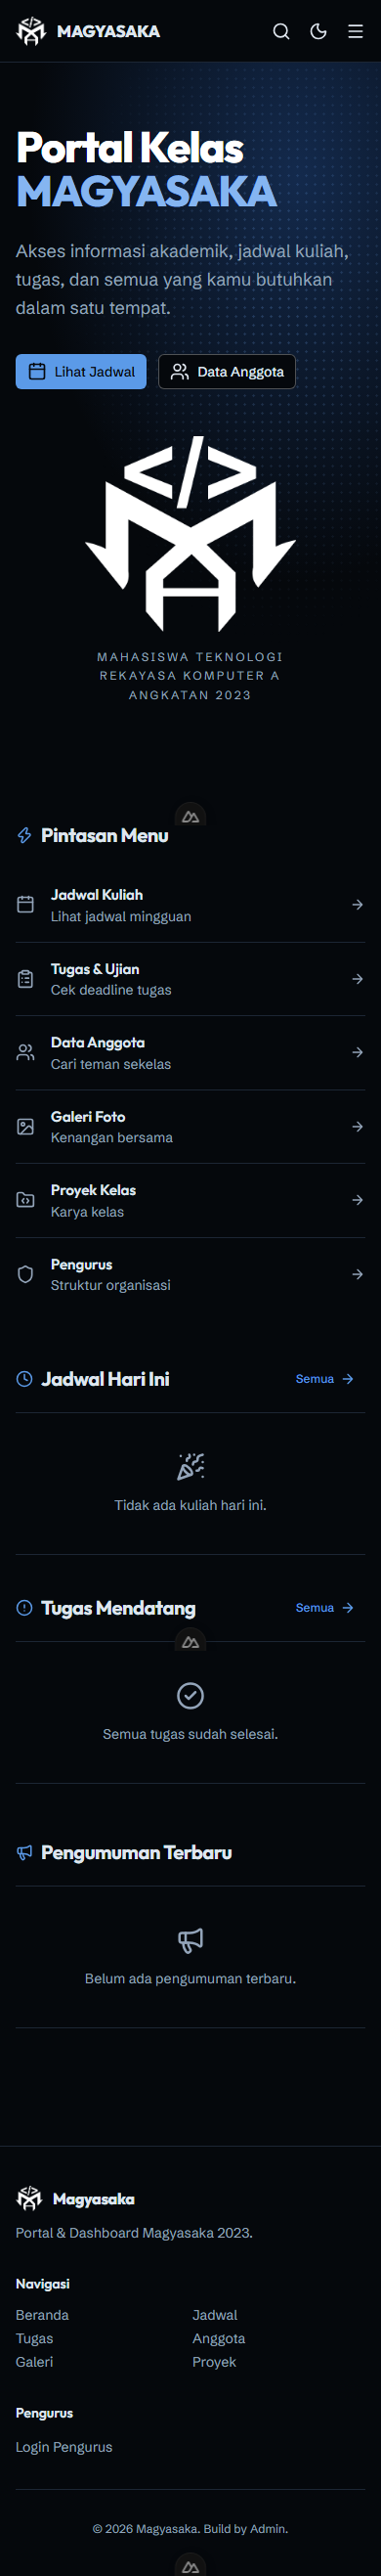 MAGYASAKA
Portal Kelas
MAGYASAKA
Akses informasi akademik, jadwal kuliah,
tugas, dan semua yang kamu butuhkan
dalam satu tempat.
Lihat Jadwal
Data Anggota
MAHASISWA TEKNOLOGI
REKAYASA KOMPUTER A
ANGKATAN 2023
Pintasan Menu
Jadwal Kuliah
Lihat jadwal mingguan
Tugas & Ujian
Cek deadline tugas
Data Anggota
Cari teman sekelas
Galeri Foto
Kenangan bersama
Proyek Kelas
Karya kelas
Pengurus
Struktur organisasi
Jadwal Hari Ini
Semua
Tidak ada kuliah hari ini.
Tugas Mendatang
Semua
Semua tugas sudah selesai.
Pengumuman Terbaru
Belum ada pengumuman terbaru.
Magyasaka
Portal & Dashboard Magyasaka 2023.
Navigasi
Beranda
Jadwal
Tugas
Anggota
Galeri
Proyek
Pengurus
Login Pengurus
© 2026 Magyasaka. Build by Admin.